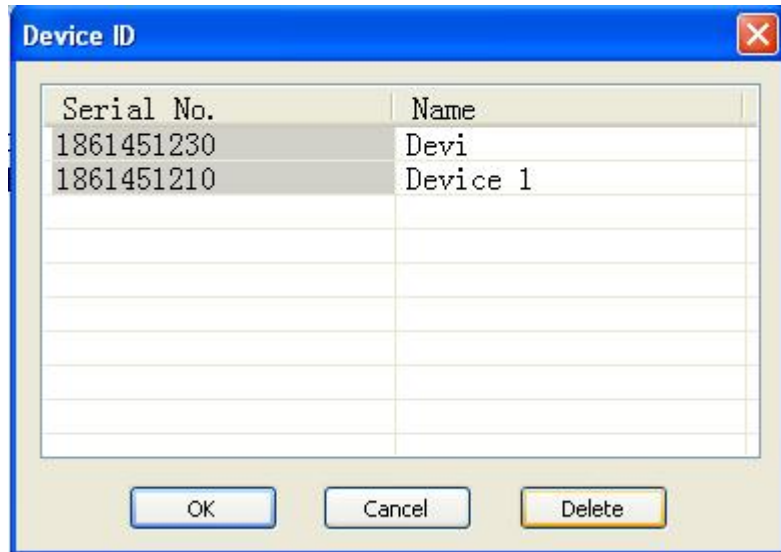 Device ID
Serial No. Name
1861451230 Devi
1861451210 Device 1
OK Cancel Delete